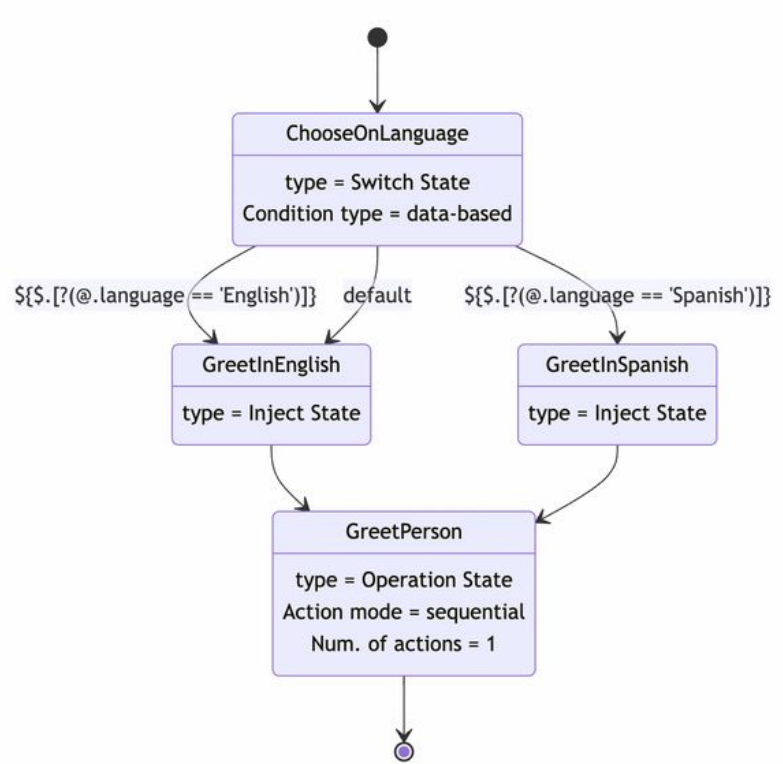 ChooseOnLanguage
type = Switch State
Condition type = data-based
${$.[?(@.language == 'English')]}
default
${$.[?(@.language == 'Spanish')]}
GreetInEnglish
type = Inject State
GreetInSpanish
type = Inject State
GreetPerson
type = Operation State
Action mode = sequential
Num. of actions = 1